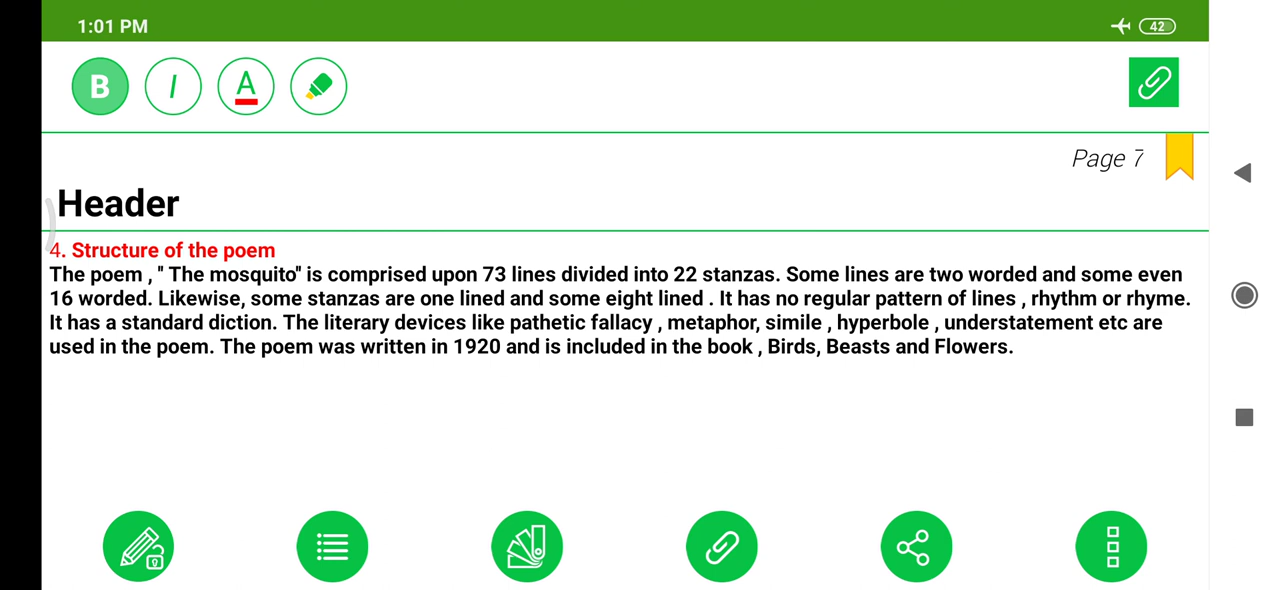 1:01 PM
42
B
I
A
Page 7
Header
4. Structure of the poem
The poem , " The mosquito" is comprised upon 73 lines divided into 22 stanzas. Some lines are two worded and some even
16 worded. Likewise, some stanzas are one lined and some eight lined . It has no regular pattern of lines , rhythm or rhyme.
It has a standard diction. The literary devices like pathetic fallacy , metaphor, simile , hyperbole , understatement etc are
used in the poem. The poem was written in 1920 and is included in the book , Birds, Beasts and Flowers.